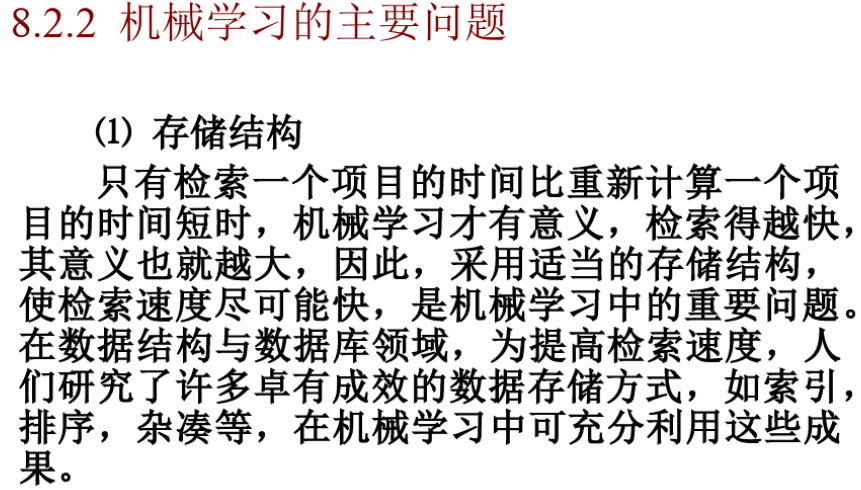 8.2.2 机械学习的主要问题
⑴ 存储结构
只有检索一个项目的时间比重新计算一个项
目的时间短时，机械学习才有意义，检索得越快，
其意义也就越大，因此，采用适当的存储结构，
使检索速度尽可能快，是机械学习中的重要问题。
在数据结构与数据库领域，为提高检索速度，人
们研究了许多卓有成效的数据存储方式，如索引，
排序，杂凑等，在机械学习中可充分利用这些成
果。